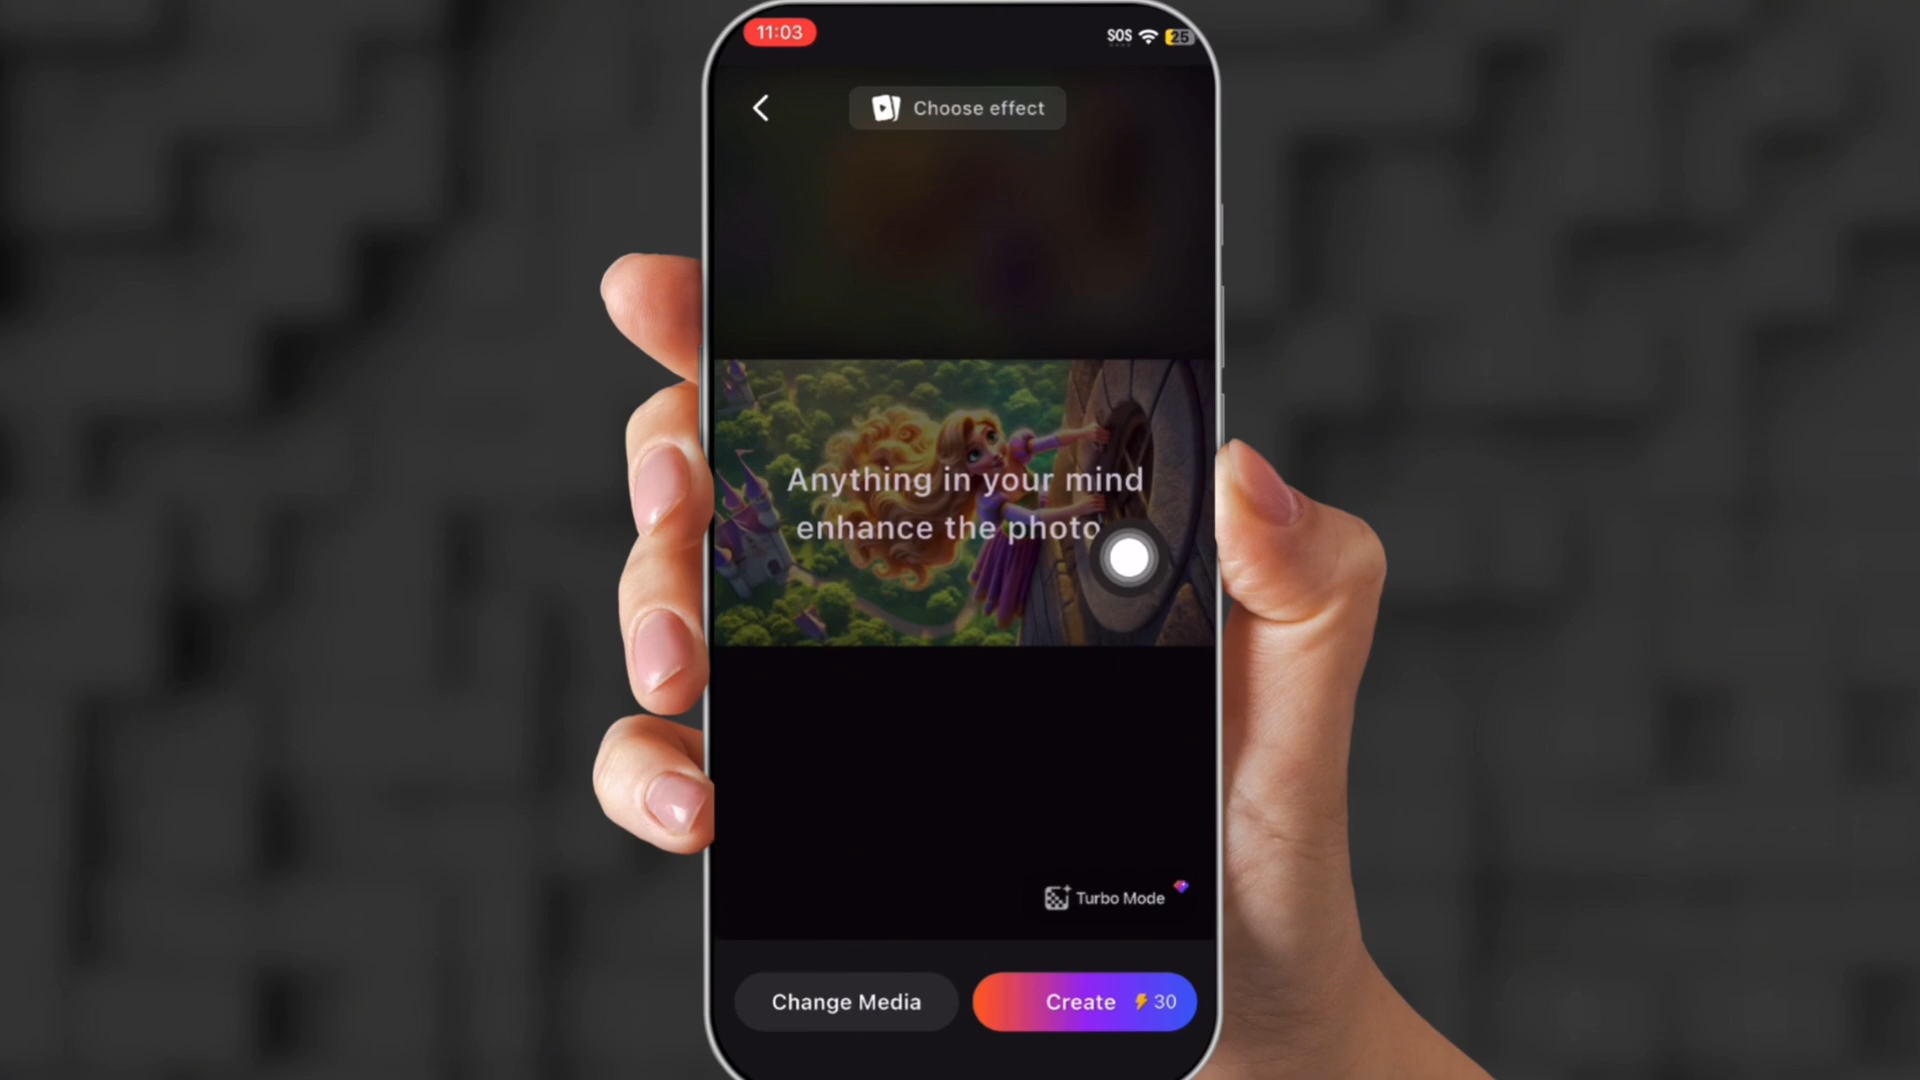 11:03
SOS
25
Choose effect
Anything in your mind
enhance the photo
Turbo Mode
Change Media
Create 30